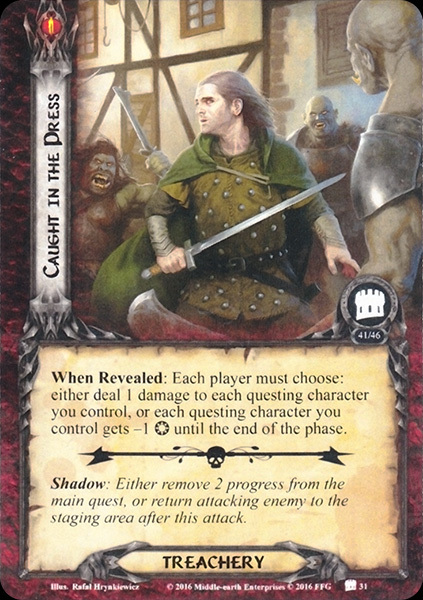 CAUGHT IN THE PRESS
41/46
When Revealed: Each player must choose:
either deal 1 damage to each questing character
you control, or each questing character you
control gets –1 until the end of the phase.
Shadow: Either remove 2 progress from the
main quest, or return attacking enemy to the
staging area after this attack.
TREACHERY
Illus. Rafał Hrynkiewicz © 2016 Middle-earth Enterprises © 2016 FFG 31